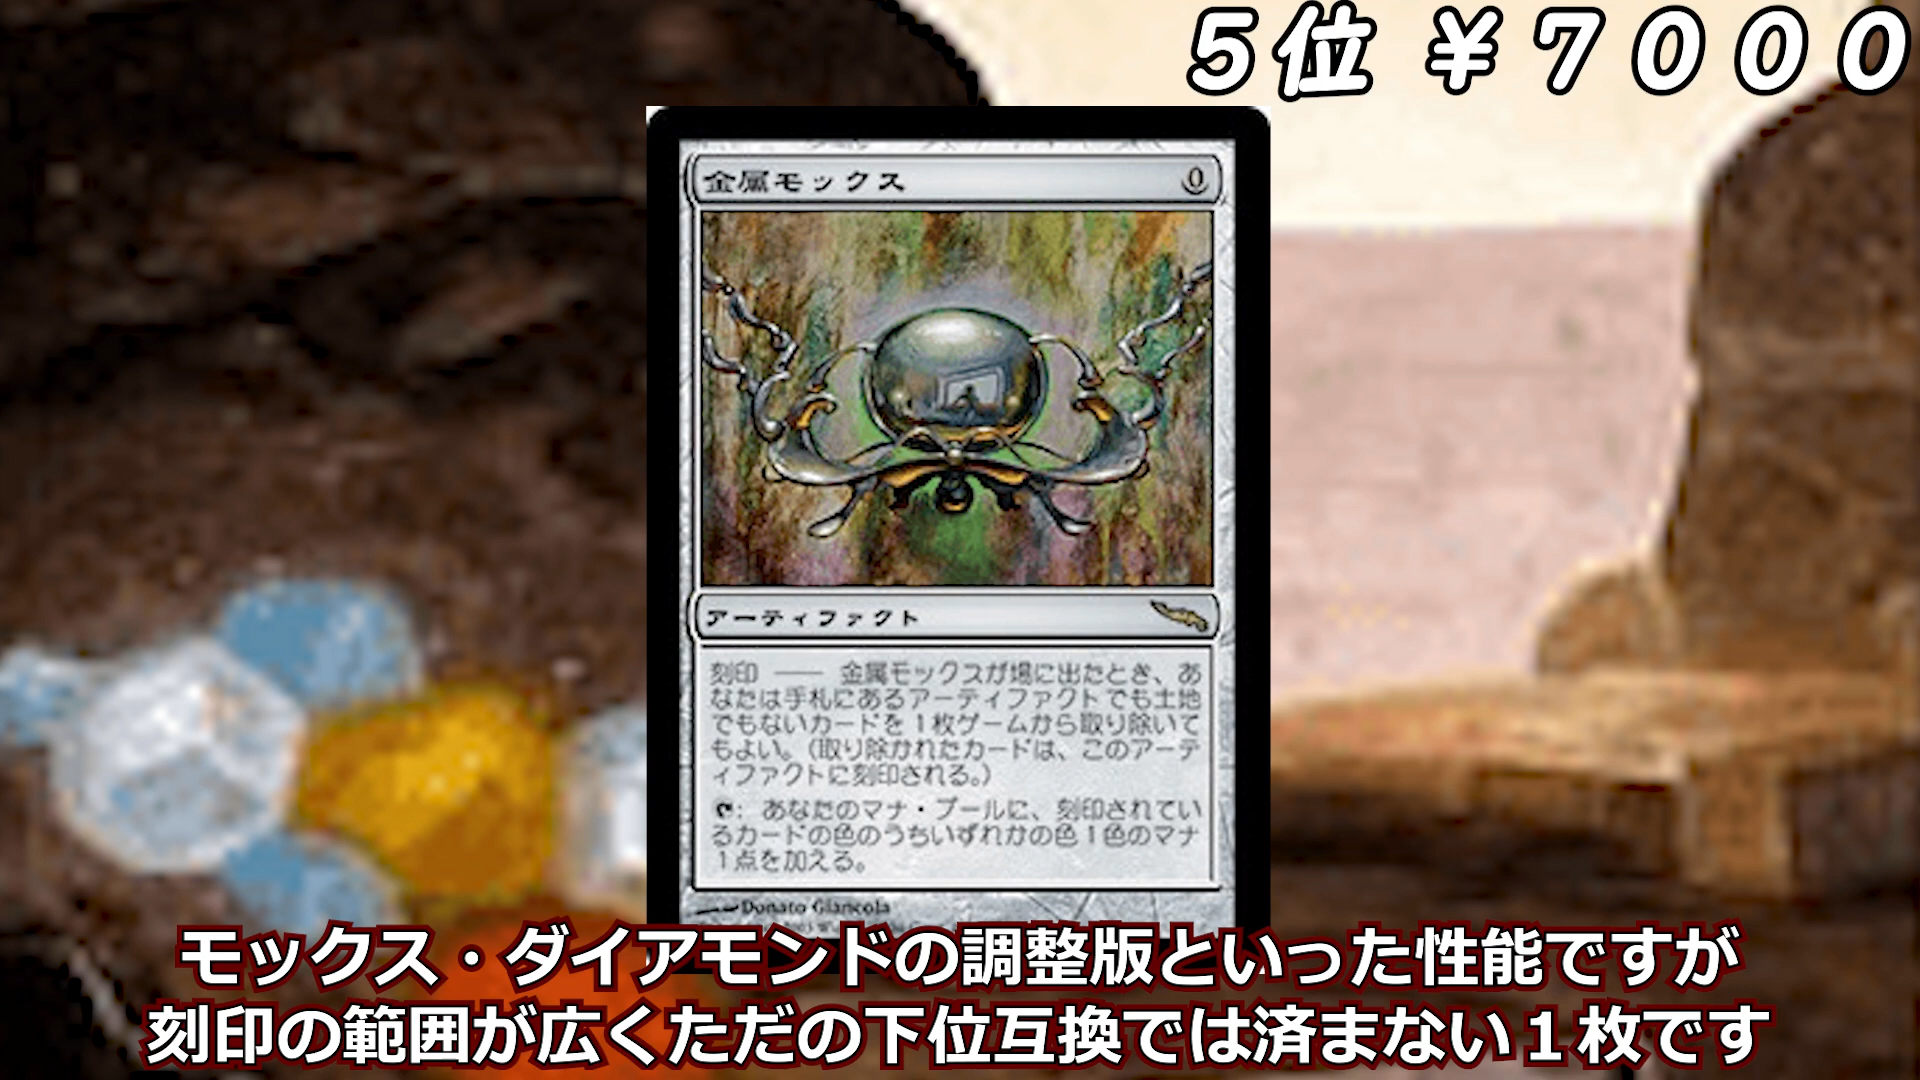 5位 ¥7000
金属モックス 0
アーティファクト
刻印 ―― 金属モックスが場に出たとき、あ
なたは手札にあるアーティファクトでも土地
でもないカードを1枚ゲームから取り除いて
もよい。(取り除かれたカードは、このアーテ
ィファクトに刻印される。)
: あなたのマナ・プールに、刻印されてい
るカードの色のうちいずれかの色1色のマナ
1点を加える。
Donato Giancola
モックス・ダイアモンドの調整版といった性能ですが
刻印の範囲が広くただの下位互換では済まない1枚です